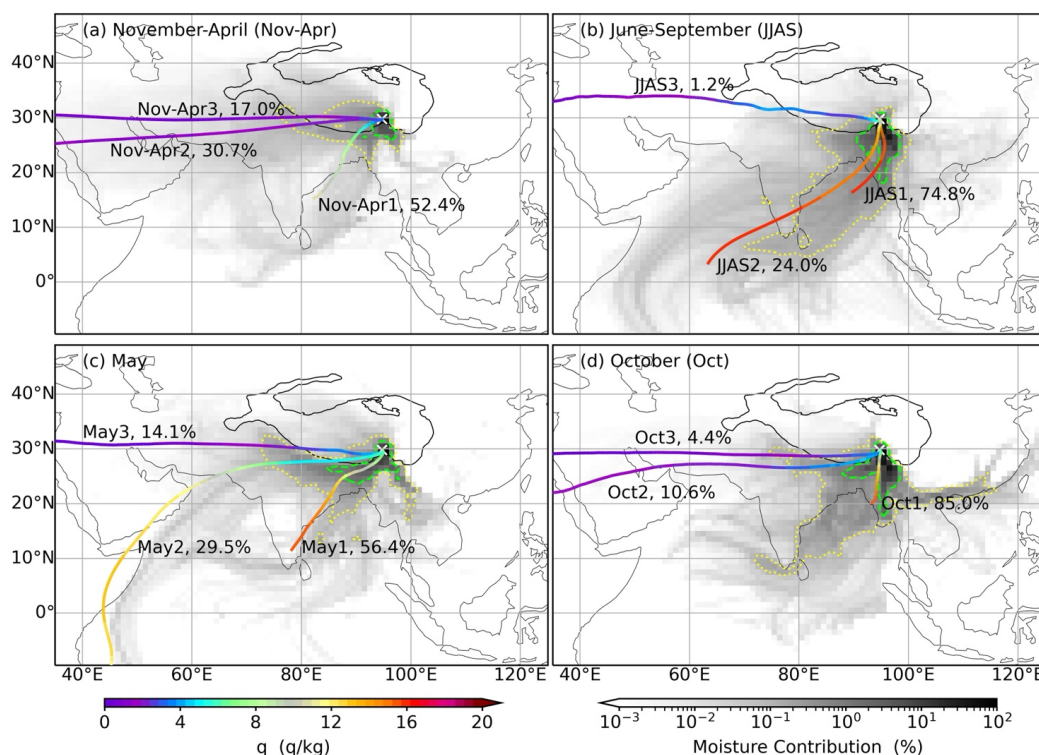 (a) November-April (Nov-Apr)
(b) June-September (JJAS)
40°N
30°N
20°N
10°N
0°
Nov-Apr3, 17.0%
Nov-Apr2, 30.7%
Nov-Apr1, 52.4%
JJAS3, 1.2%
JJAS1, 74.8%
JJAS2, 24.0%
(c) May
(d) October (Oct)
40°N
30°N
20°N
10°N
0°
May3, 14.1%
May2, 29.5%
May1, 56.4%
Oct3, 4.4%
Oct2, 10.6%
Oct1, 85.0%
40°E 60°E 80°E 100°E 120°E
40°E 60°E 80°E 100°E 120°E
0 4 8 12 16 20
q (g/kg)
10⁻³ 10⁻² 10⁻¹ 10⁰ 10¹ 10²
Moisture Contribution (%)